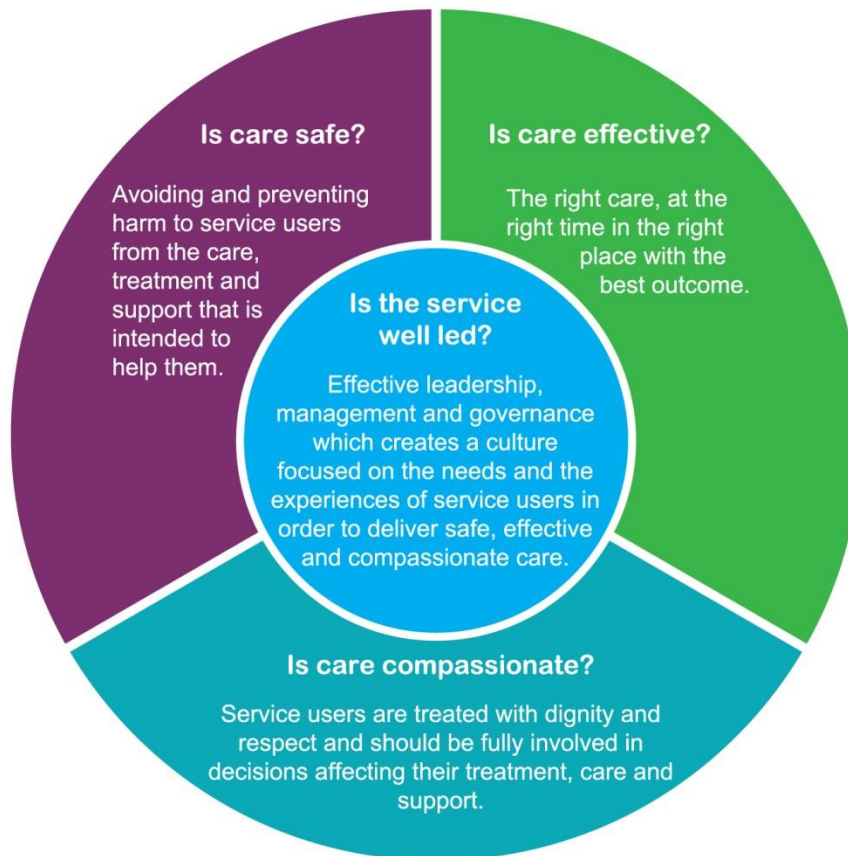 Is care safe?
Avoiding and preventing
harm to service users
from the care,
treatment and
support that is
intended to
help them.
Is care effective?
The right care, at the
right time in the right
place with the
best outcome.
Is the service
well led?
Effective leadership,
management and governance
which creates a culture
focused on the needs and the
experiences of service users in
order to deliver safe, effective
and compassionate care.
Is care compassionate?
Service users are treated with dignity and
respect and should be fully involved in
decisions affecting their treatment, care and
support.